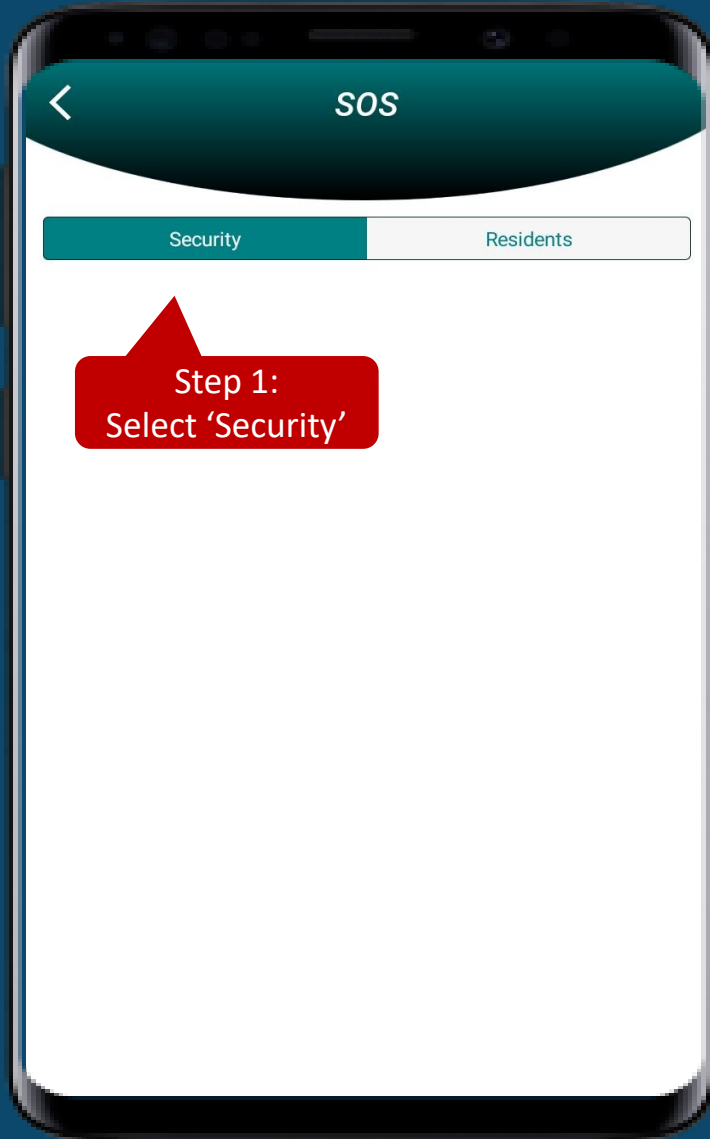 SOS
Security
Residents
Step 1:
Select ‘Security’